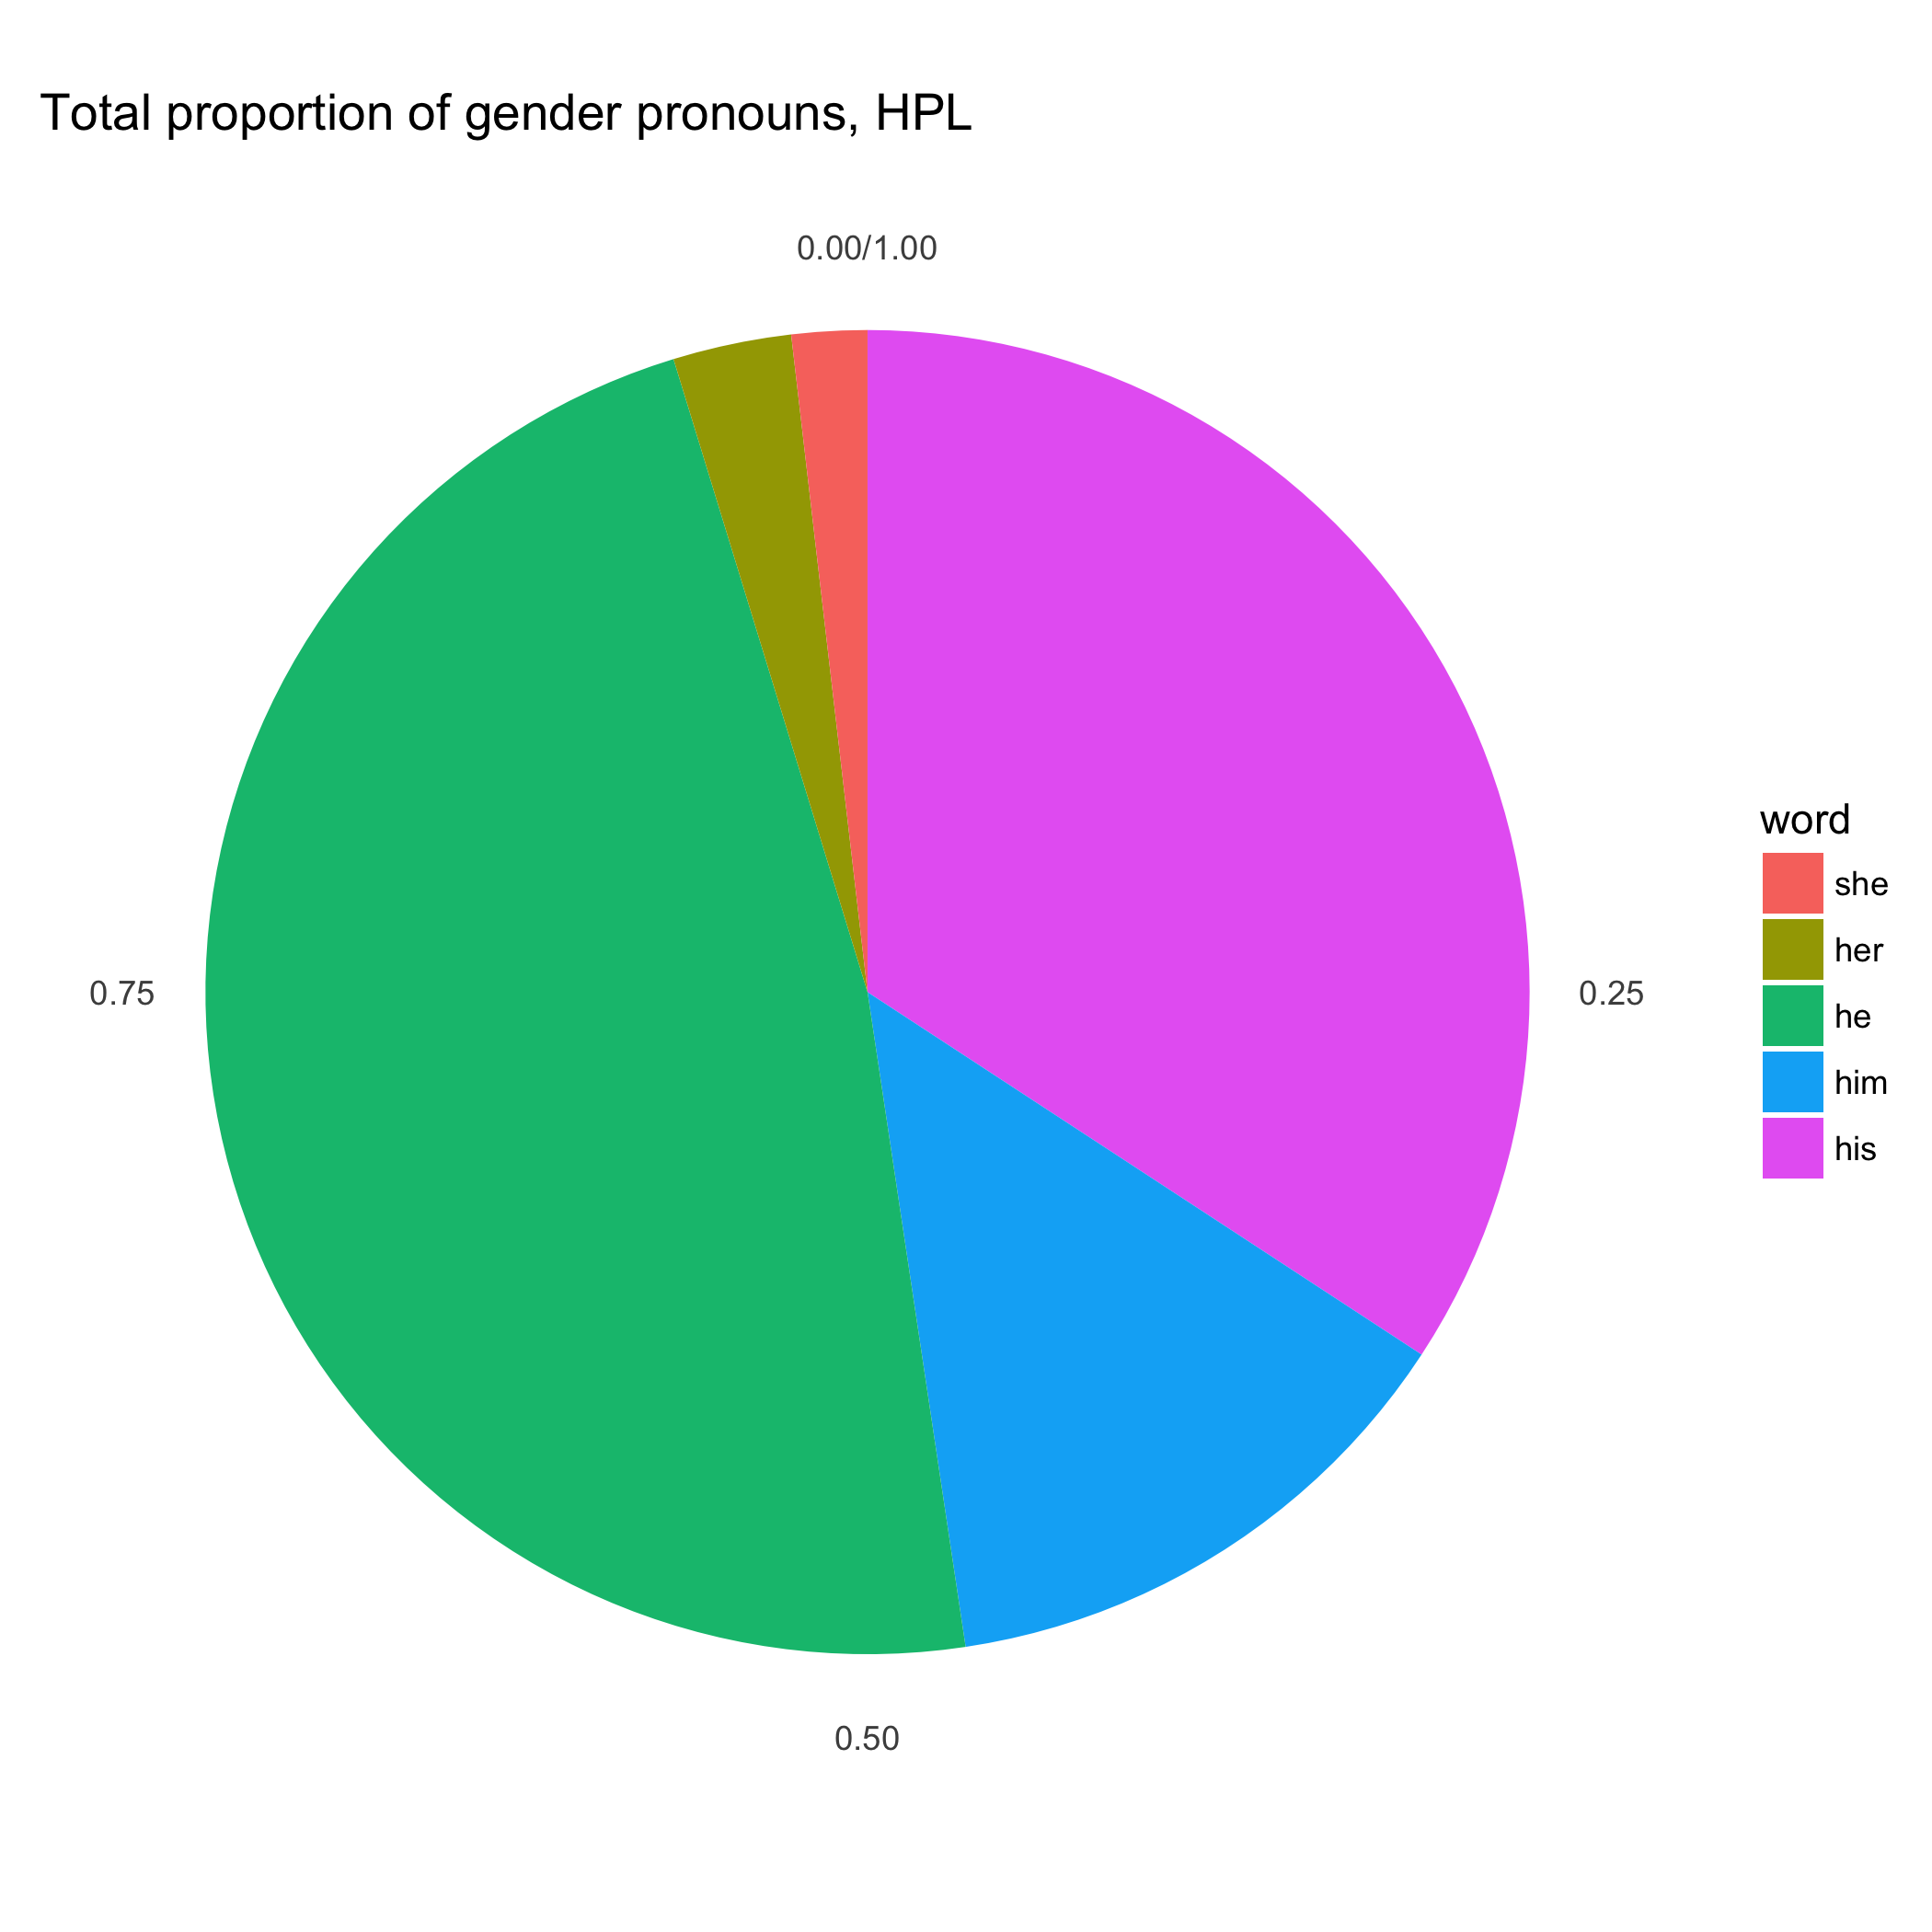 Total proportion of gender pronouns, HPL
0.00/1.00
0.75
0.25
0.50
word
she
her
he
him
his